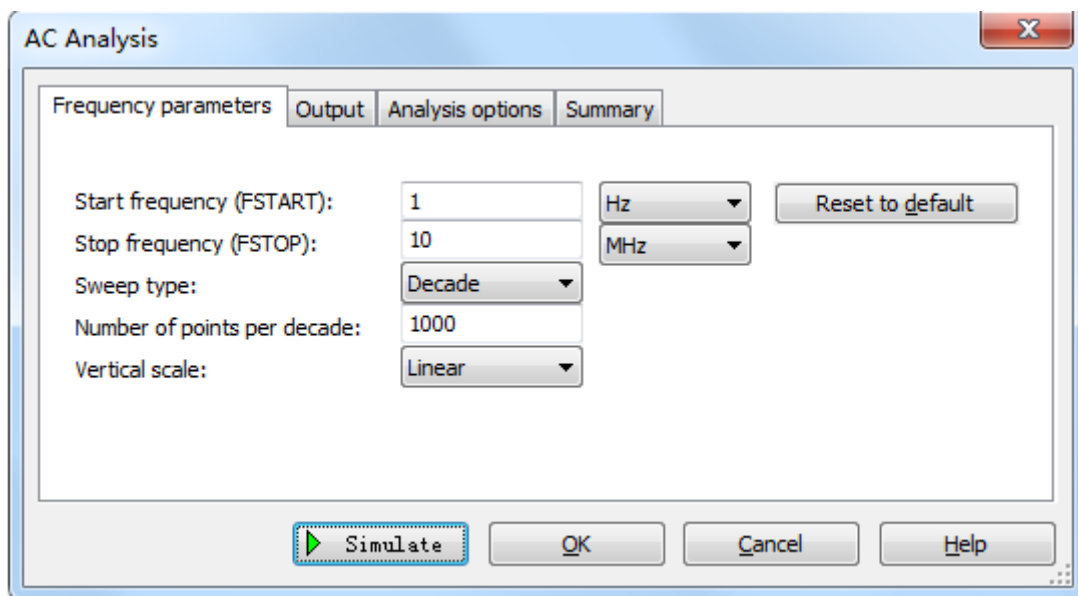 AC Analysis
Frequency parameters Output Analysis options Summary
Start frequency (FSTART): 1 Hz Reset to default
Stop frequency (FSTOP): 10 MHz
Sweep type: Decade
Number of points per decade: 1000
Vertical scale: Linear
Simulate OK Cancel Help